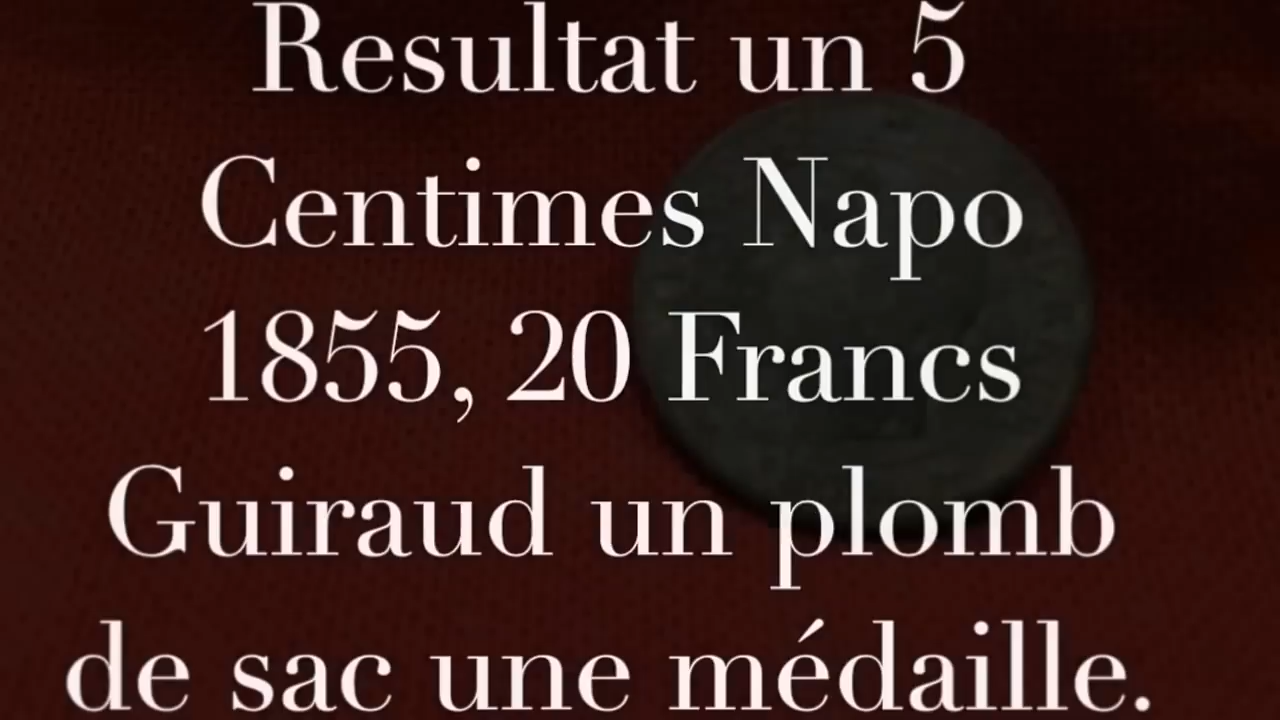 Resultat un 5
Centimes Napo
1855, 20 Francs
Guiraud un plomb
de sac une médaille.